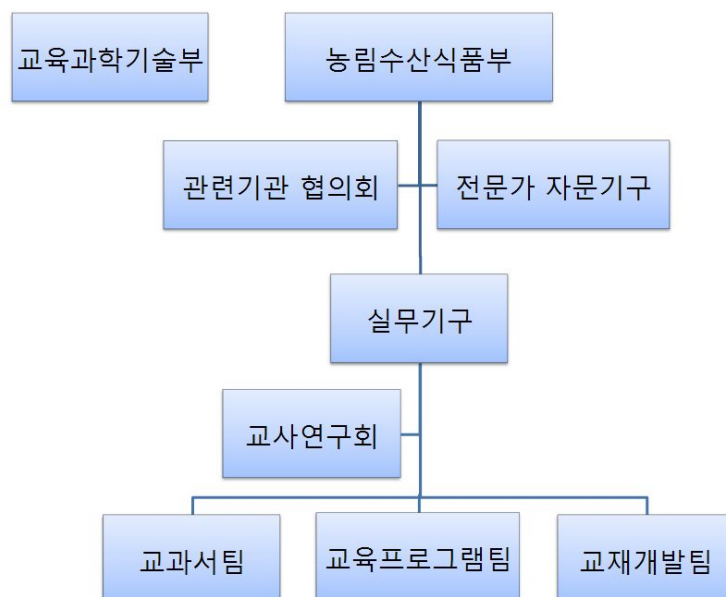 교육과학기술부
농림수산식품부
관련기관 협의회
전문가 자문기구
실무기구
교사연구회
교과서팀
교육프로그램팀
교재개발팀